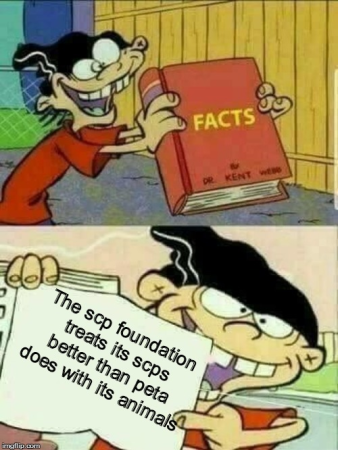 FACTS
By
DR. KENT WEBB
The scp foundation
treats its scps
better than peta
does with its animals
imgflip.com